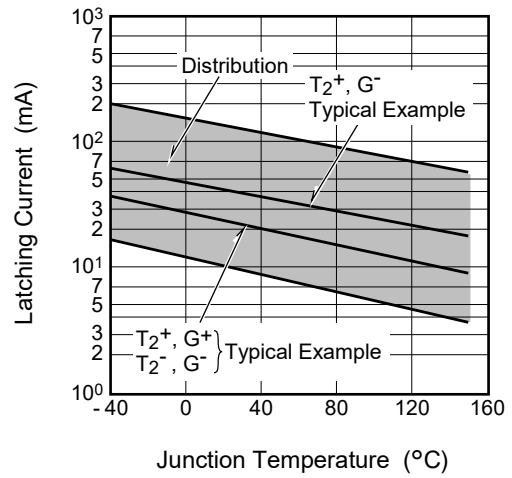 10³
7
5
3
2
10²
7
5
3
2
10¹
7
5
3
2
10⁰
Distribution
T₂⁺, G⁻
Typical Example
T₂⁺, G⁺
T₂⁻, G⁻
} Typical Example
- 40 0 40 80 120 160
Latching Current (mA)
Junction Temperature (°C)